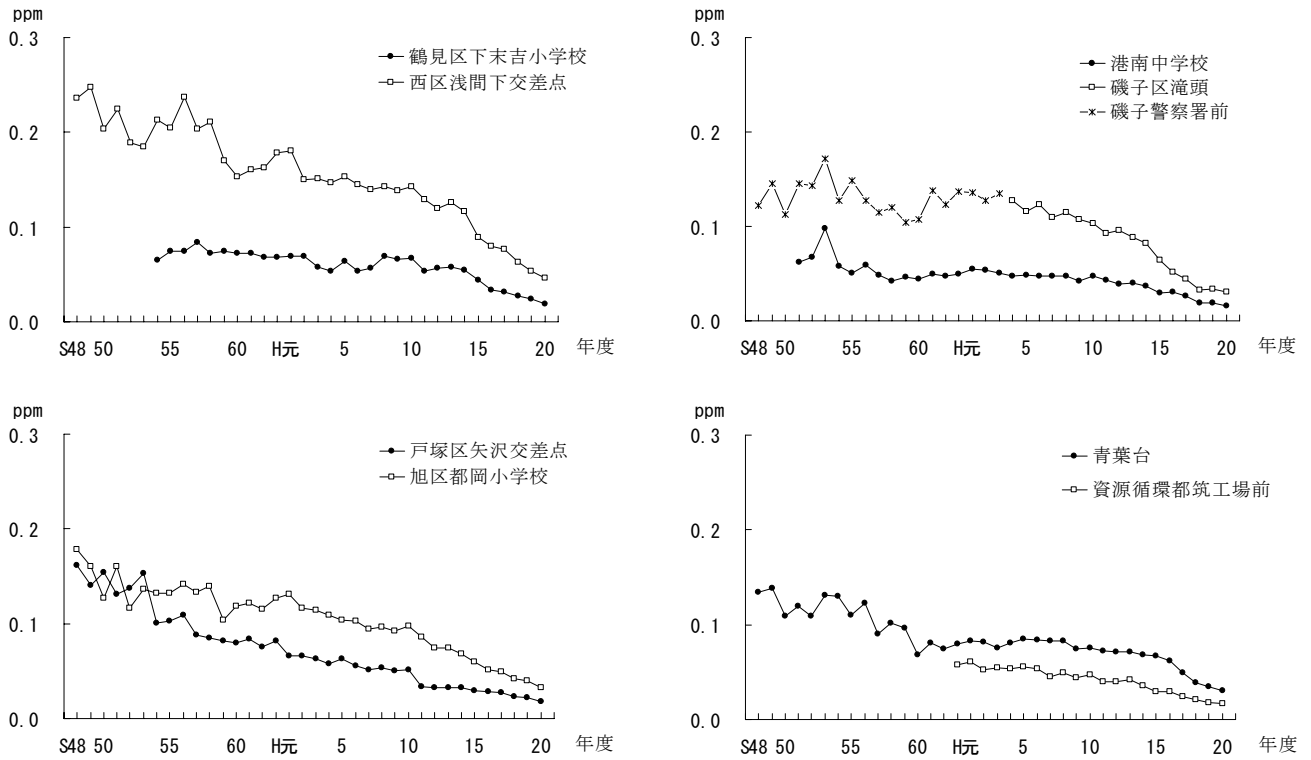 ppm
0.3
0.2
0.1
0.0
鶴見区下末吉小学校
西区浅間下交差点
S48 50 55 60 H元 5 10 15 20 年度
ppm
0.3
0.2
0.1
0.0
港南中学校
磯子区滝頭
磯子警察署前
S48 50 55 60 H元 5 10 15 20 年度
ppm
0.3
0.2
0.1
0.0
戸塚区矢沢交差点
旭区都岡小学校
S48 50 55 60 H元 5 10 15 20 年度
ppm
0.3
0.2
0.1
0.0
青葉台
資源循環都筑工場前
S48 50 55 60 H元 5 10 15 20 年度